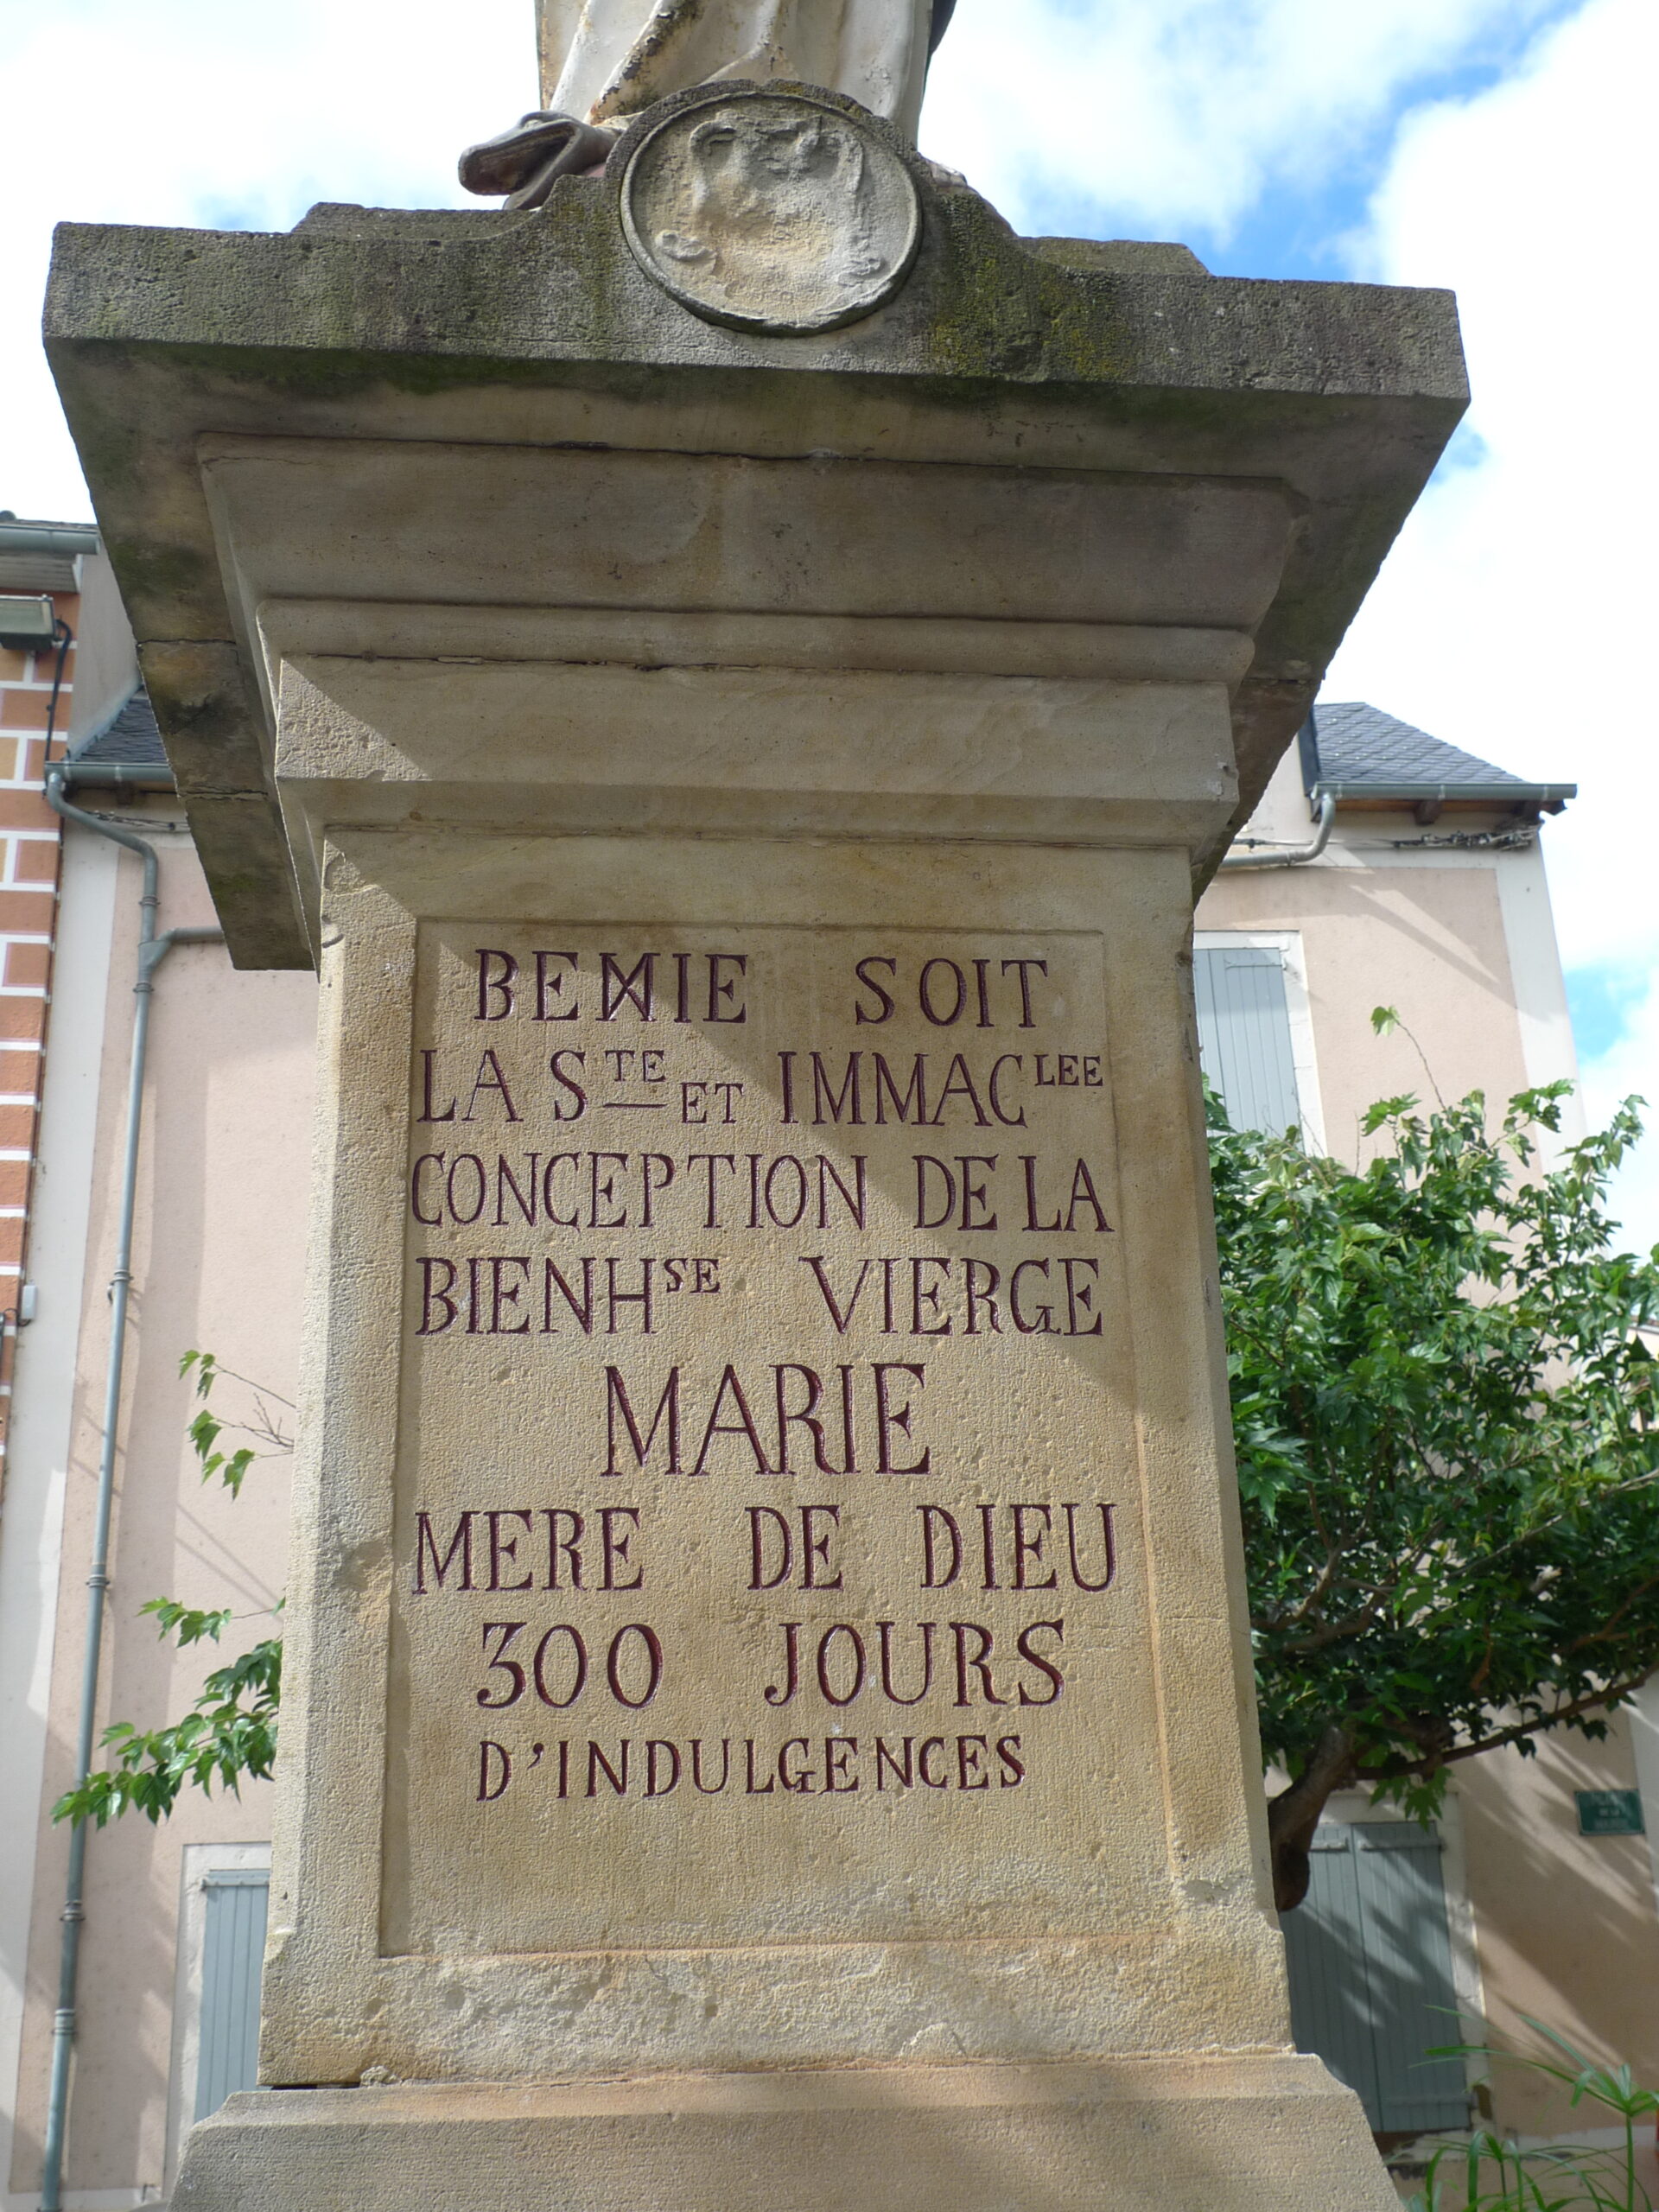 BENIE SOIT
LA STE ET IMMACLEE
CONCEPTION DE LA
BIENHSE VIERGE
MARIE
MERE DE DIEU
300 JOURS
D'INDULGENCES